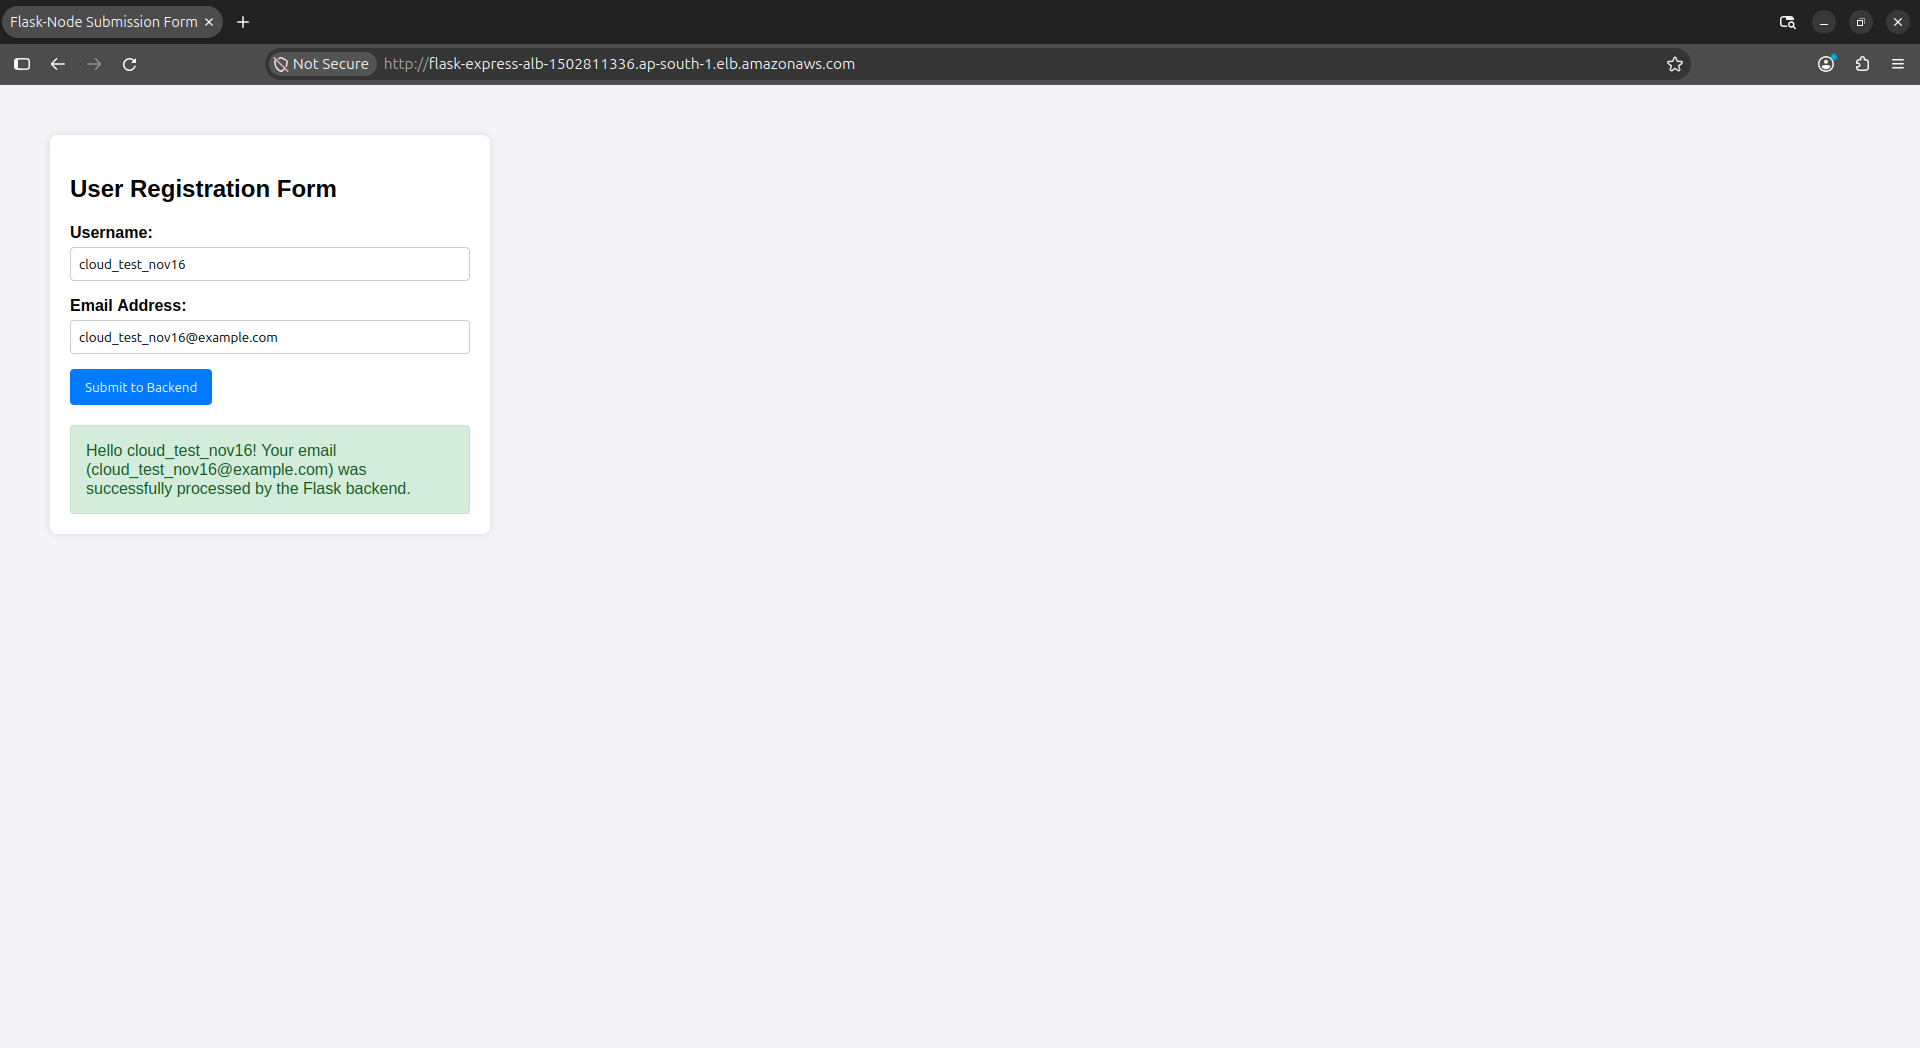 Flask-Node Submission Form
Not Secure http://flask-express-alb-1502811336.ap-south-1.elb.amazonaws.com
User Registration Form
Username:
cloud_test_nov16
Email Address:
cloud_test_nov16@example.com
Submit to Backend
Hello cloud_test_nov16! Your email
(cloud_test_nov16@example.com) was
successfully processed by the Flask backend.